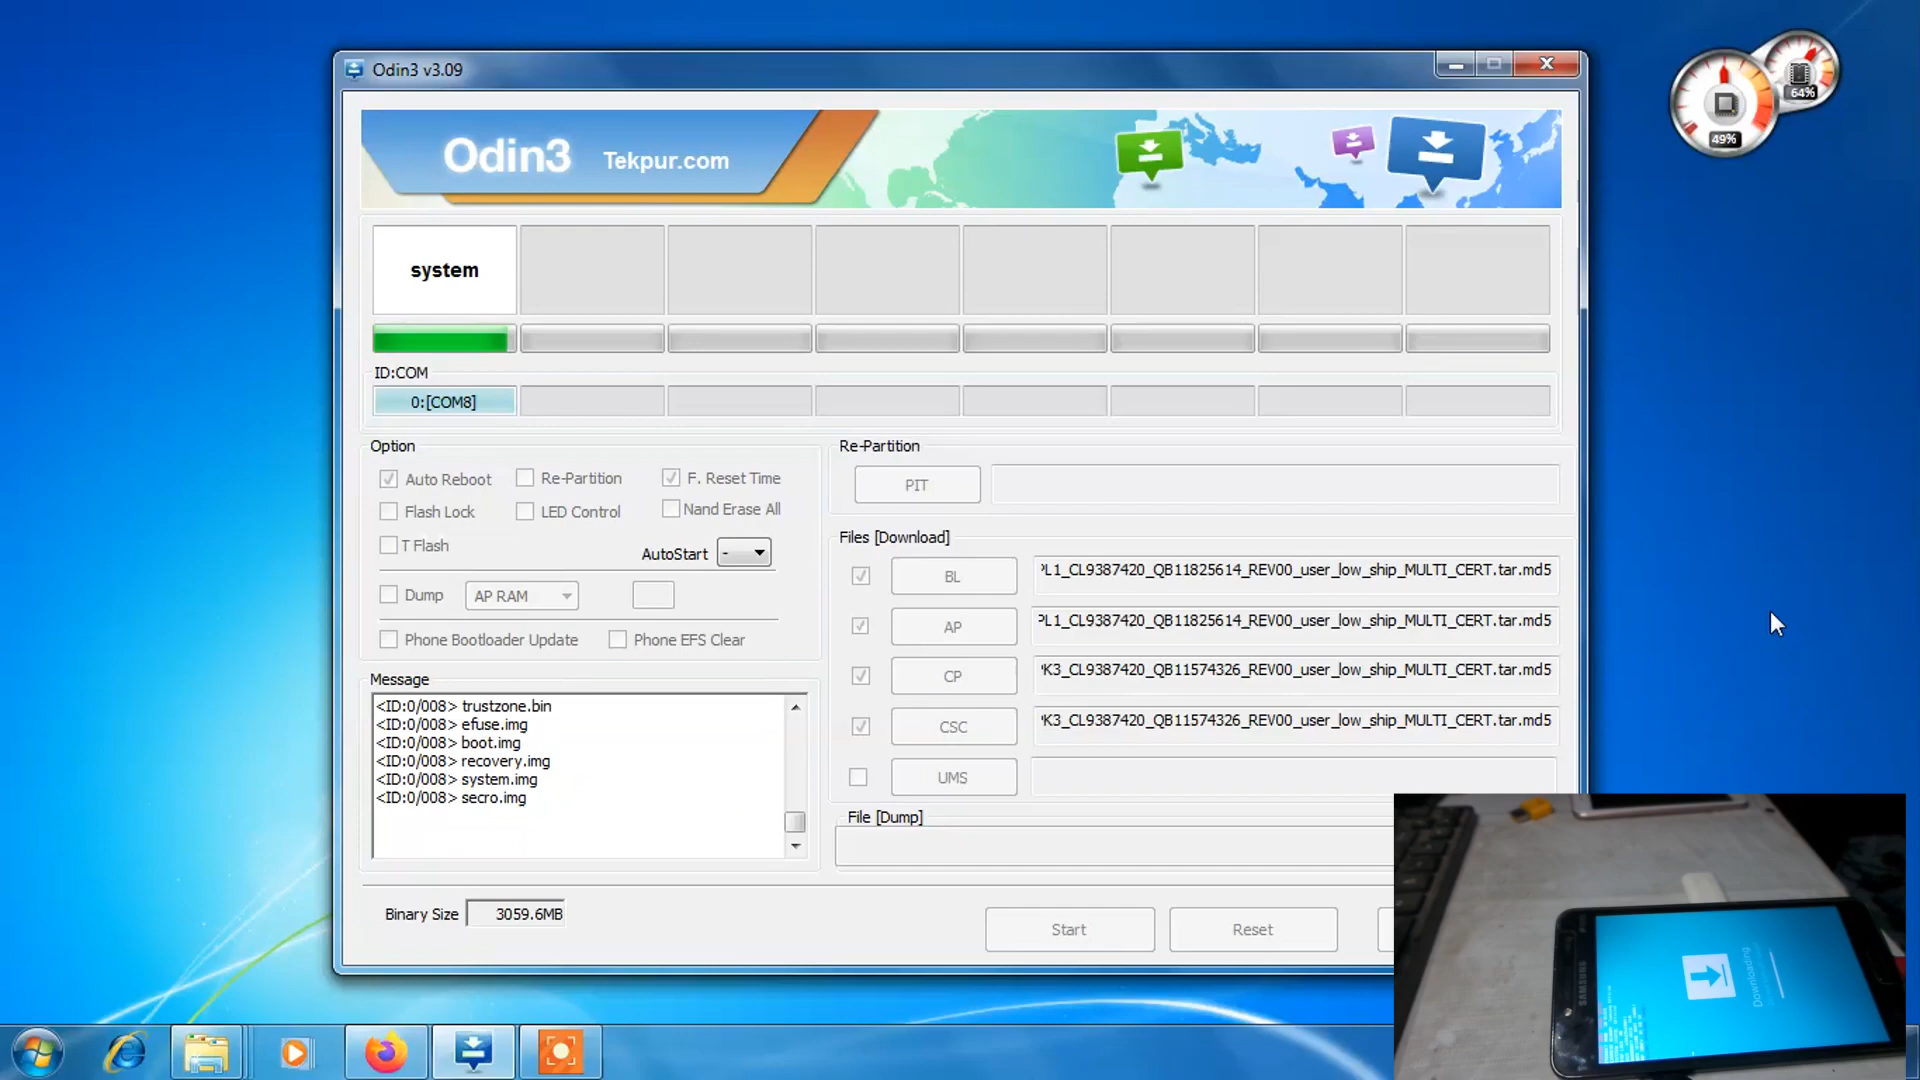 Odin3 v3.09
64%
49%
Odin3 Tekpur.com
system
ID:COM
0:[COM8]
Option
Auto Reboot
Re-Partition
F. Reset Time
Flash Lock
LED Control
Nand Erase All
T Flash
AutoStart -
Dump
AP RAM
Phone Bootloader Update
Phone EFS Clear
Message
<ID:0/008> trustzone.bin
<ID:0/008> efuse.img
<ID:0/008> boot.img
<ID:0/008> recovery.img
<ID:0/008> system.img
<ID:0/008> secro.img
Binary Size 3059.6MB
Re-Partition
PIT
Files [Download]
BL
PL1_CL9387420_QB11825614_REV00_user_low_ship_MULTI_CERT.tar.md5
AP
PL1_CL9387420_QB11825614_REV00_user_low_ship_MULTI_CERT.tar.md5
CP
K3_CL9387420_QB11574326_REV00_user_low_ship_MULTI_CERT.tar.md5
CSC
K3_CL9387420_QB11574326_REV00_user_low_ship_MULTI_CERT.tar.md5
UMS
File [Dump]
Start
Reset
SAMSUNG
Downloading